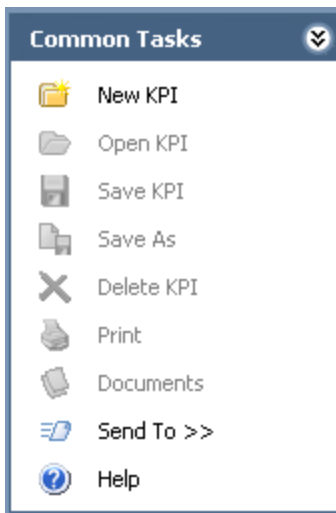 Common Tasks
New KPI
Open KPI
Save KPI
Save As
Delete KPI
Print
Documents
Send To >>
Help